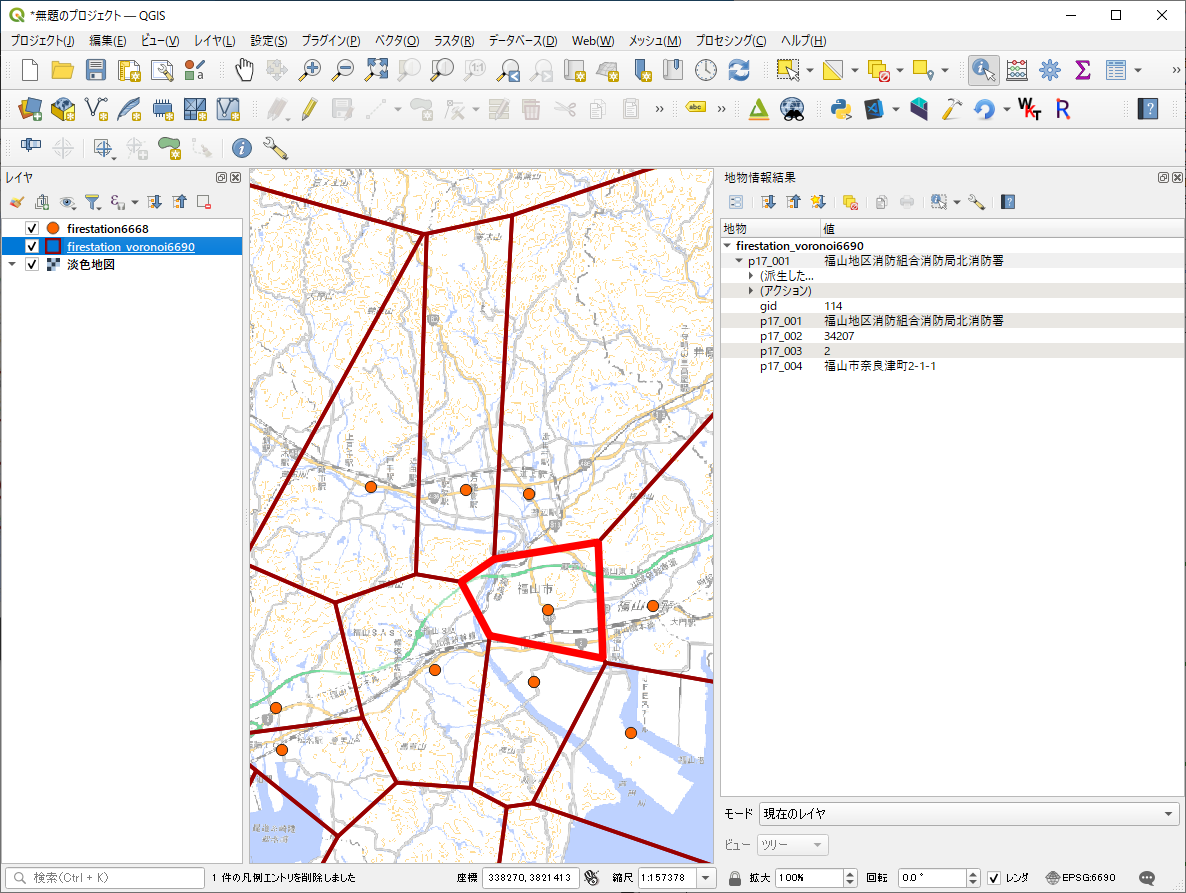 *無題のプロジェクト — QGIS
プロジェクト(J) 編集(E) ビュー(V) レイヤ(L) 設定(S) プラグイン(P) ベクタ(O) ラスタ(R) データベース(D) Web(W) メッシュ(M) プロセシング(C) ヘルプ(H)
abc
WKT R
レイヤ
firestation6668
firestation_voronoi6690
淡色地図
福山市
地物情報結果
地物 値
firestation_voronoi6690
p17_001 福山地区消防組合消防局北消防署
(派生した...
(アクション)
gid 114
p17_001 福山地区消防組合消防局北消防署
p17_002 34207
p17_003 2
p17_004 福山市奈良津町2-1-1
モード 現在のレイヤ
ビュー ツリー
検索(Ctrl + K) 1 件の凡例エントリを削除しました 座標 338270, 3821413 縮尺 1:157378 拡大 100% 回転 0.0 ° レンダ EPSG:6690